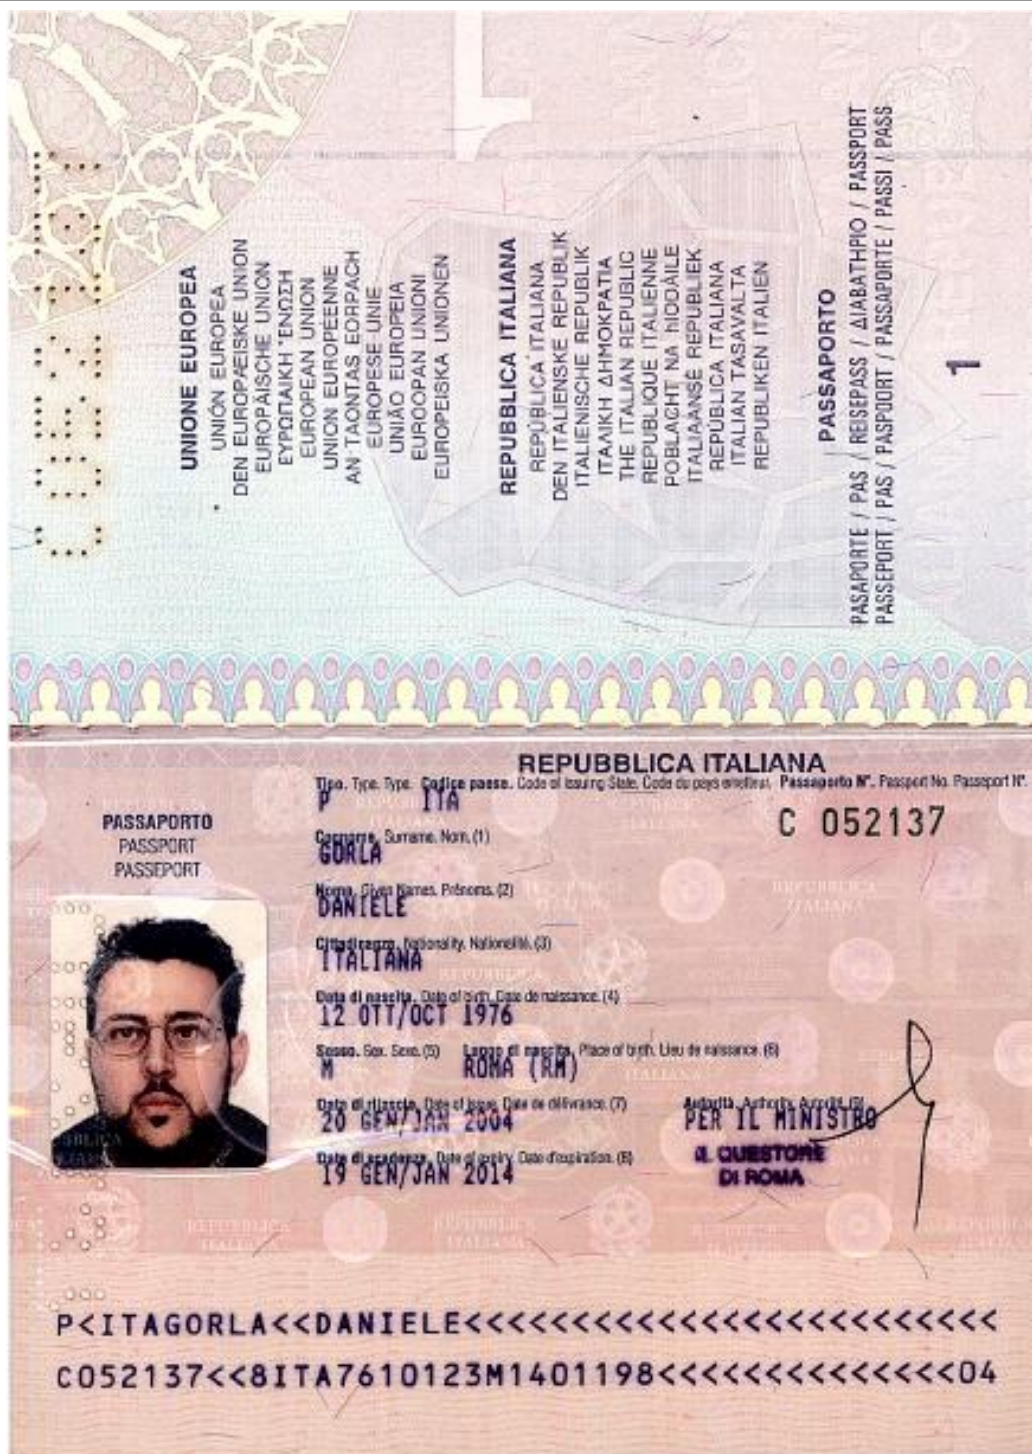 C 052137
UNIONE EUROPEA
UNIÓN EUROPEA
DEN EUROPÆISKE UNION
EUROPÄISCHE UNION
ΕΥΡΩΠΑΙΚΗ ΈΝΩΣΗ
EUROPEAN UNION
UNION EUROPEENNE
AN TAONTAS EORPACH
EUROPESE UNIE
UNIÃO EUROPEIA
EUROOPAN UNIONI
EUROPEISKA UNIONEN
REPUBBLICA ITALIANA
REPÚBLICA ITALIANA
DEN ITALIENSKE REPUBLIK
ITALIENISCHE REPUBLIK
ΙΤΑΛΙΚΗ ΔΗΜΟΚΡΑΤΙΑ
THE ITALIAN REPUBLIC
REPUBLIQUE ITALIENNE
POBLACHT NA hIODÁILE
ITALIAANSE REPUBLIEK
REPUBLICA ITALIANA
ITALIAN TASAVALTA
REPUBLIKEN ITALIEN
PASSAPORTO
PASAPORTE / PAS / REISEPASS / ΔΙΑΒΑΤΗΡΙΟ / PASSPORT
PASSEPORT / PAS / PASPOORT / PASSAPORTE / PASSI / PASS
1
REPUBBLICA ITALIANA
Tipo. Type. Type. Codice paese. Code of issuing State. Code du pays émetteur. Passaporto N°. Passport No. Passeport N°.
P ITA C 052137
PASSAPORTO
PASSPORT
PASSEPORT
Cognome. Surname. Nom. (1)
GORLA
Nome. Given Names. Prénoms. (2)
DANIELE
Cittadinanza. Nationality. Nationalité. (3)
ITALIANA
Data di nascita. Date of birth. Date de naissance. (4)
12 OTT/OCT 1976
Sesso. Sex. Sexe. (5) Luogo di nascita. Place of birth. Lieu de naissance. (6)
M ROMA (RM)
Data di rilascio. Date of issue. Date de délivrance. (7) Autorità. Authority. Autorité. (9)
20 GEN/JAN 2004 PER IL MINISTRO
Data di scadenza. Date of expiry. Date d'expiration. (8) IL QUESTORE
19 GEN/JAN 2014 DI ROMA
P<ITAGORLA<<DANIELE<<<<<<<<<<<<<<<<<<<<<<<<<
C052137<<8ITA7610123M1401198<<<<<<<<<<<<<<04